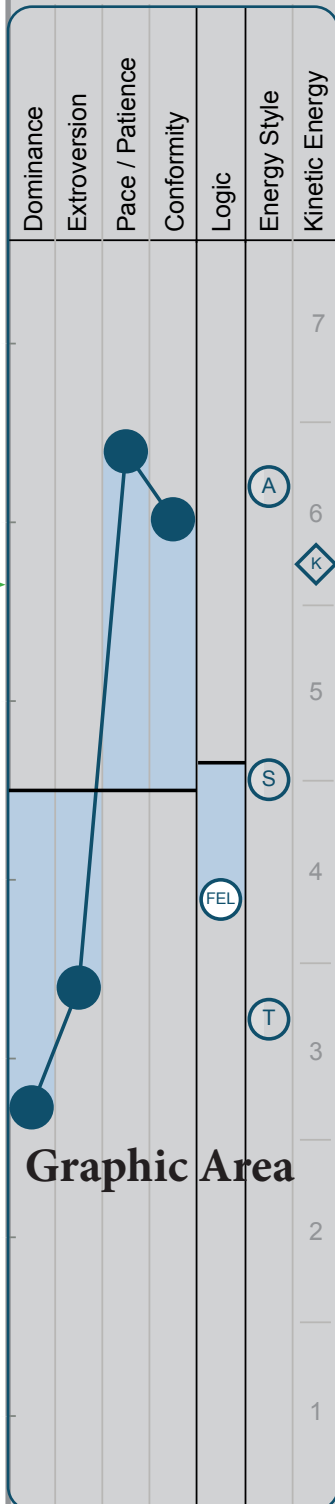 Dominance
Extroversion
Pace / Patience
Conformity
Logic
Energy Style
Kinetic Energy
7
A
6
K
5
S
4
FEL
T
3
Graphic Area
2
1